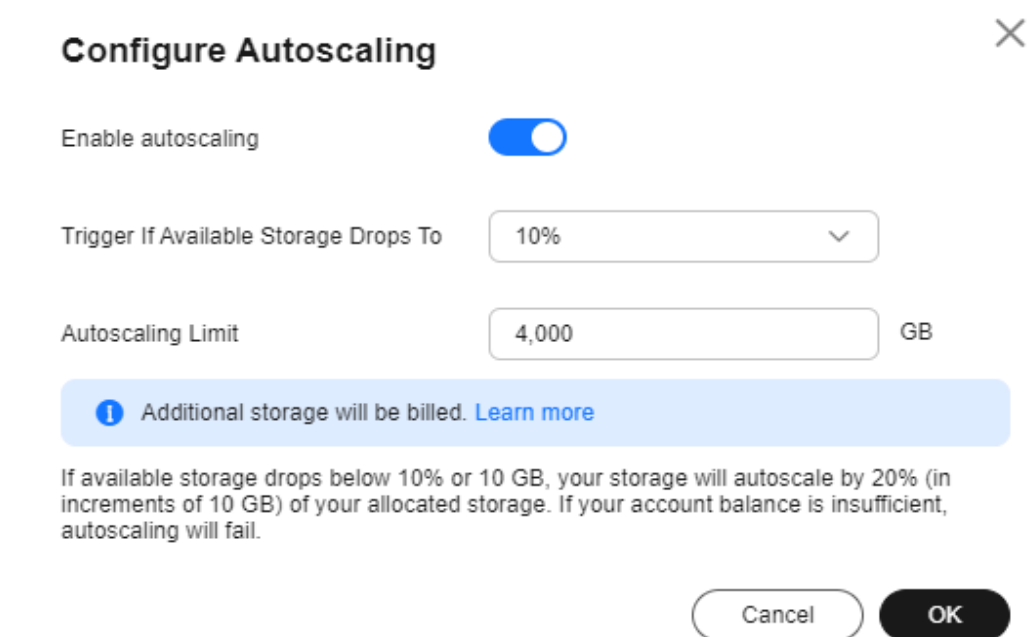 Configure Autoscaling
Enable autoscaling
Trigger If Available Storage Drops To 10%
Autoscaling Limit 4,000 GB
Additional storage will be billed. Learn more
If available storage drops below 10% or 10 GB, your storage will autoscale by 20% (in
increments of 10 GB) of your allocated storage. If your account balance is insufficient,
autoscaling will fail.
Cancel OK